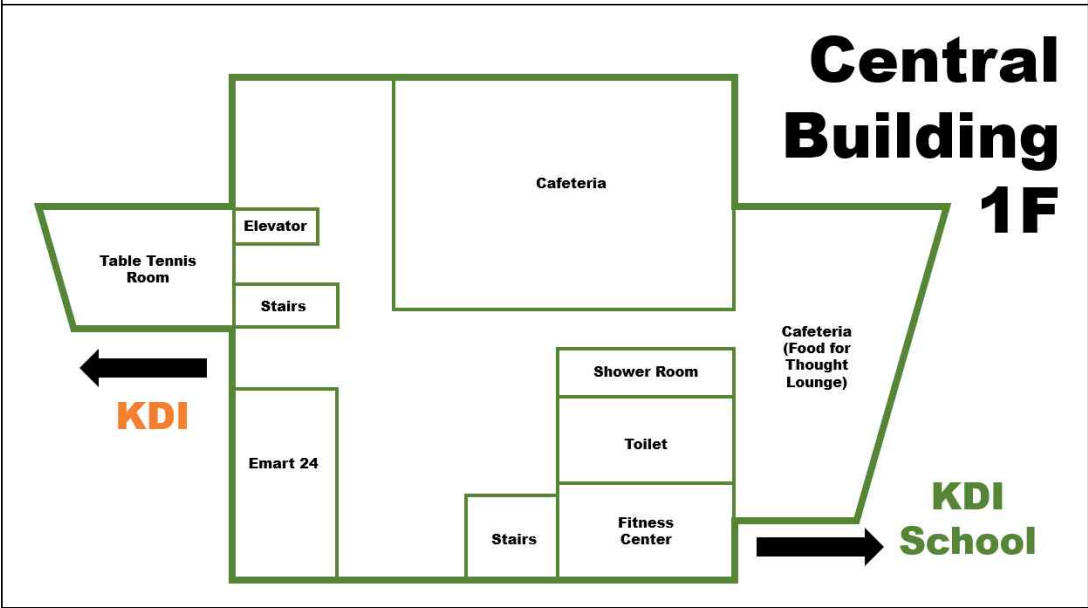 Central
Building
1F
Cafeteria
Elevator
Table Tennis
Room
Stairs
Cafeteria
(Food for
Thought
Lounge)
Shower Room
KDI
Toilet
Emart 24
Fitness
Center
Stairs
KDI
School